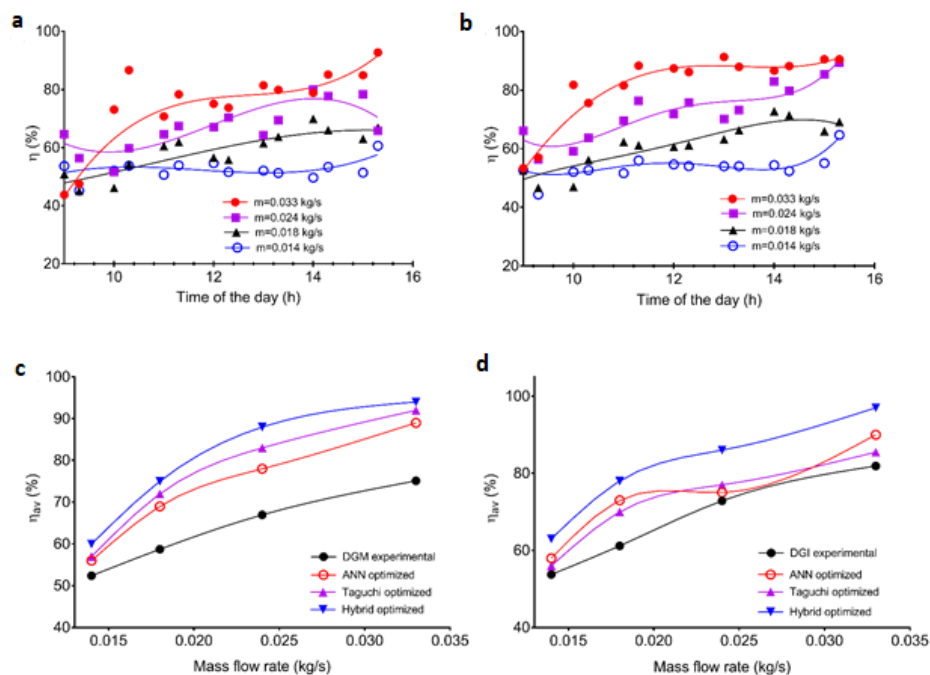 a
100
80
60
40
20
η (%)
10
12
14
16
Time of the day (h)
m=0.033 kg/s
m=0.024 kg/s
m=0.018 kg/s
m=0.014 kg/s
b
100
80
60
40
20
η (%)
10
12
14
16
Time of the day (h)
m=0.033 kg/s
m=0.024 kg/s
m=0.018 kg/s
m=0.014 kg/s
c
100
90
80
70
60
50
40
ηav (%)
0.015
0.020
0.025
0.030
0.035
Mass flow rate (kg/s)
DGM experimental
ANN optimized
Taguchi optimized
Hybrid optimized
d
100
80
60
40
ηav (%)
0.015
0.020
0.025
0.030
0.035
Mass flow rate (kg/s)
DGI experimental
ANN optimized
Taguchi optimized
Hybrid optimized